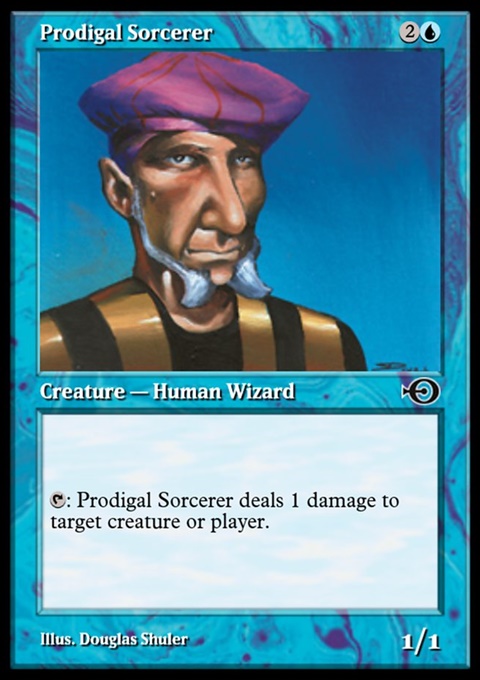 Prodigal Sorcerer 2
Creature — Human Wizard
: Prodigal Sorcerer deals 1 damage to
target creature or player.
Illus. Douglas Shuler 1/1